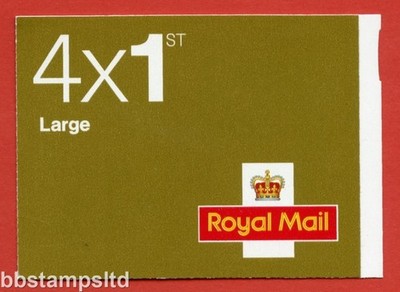 4x1ST
Large
Royal Mail
bbstampsltd